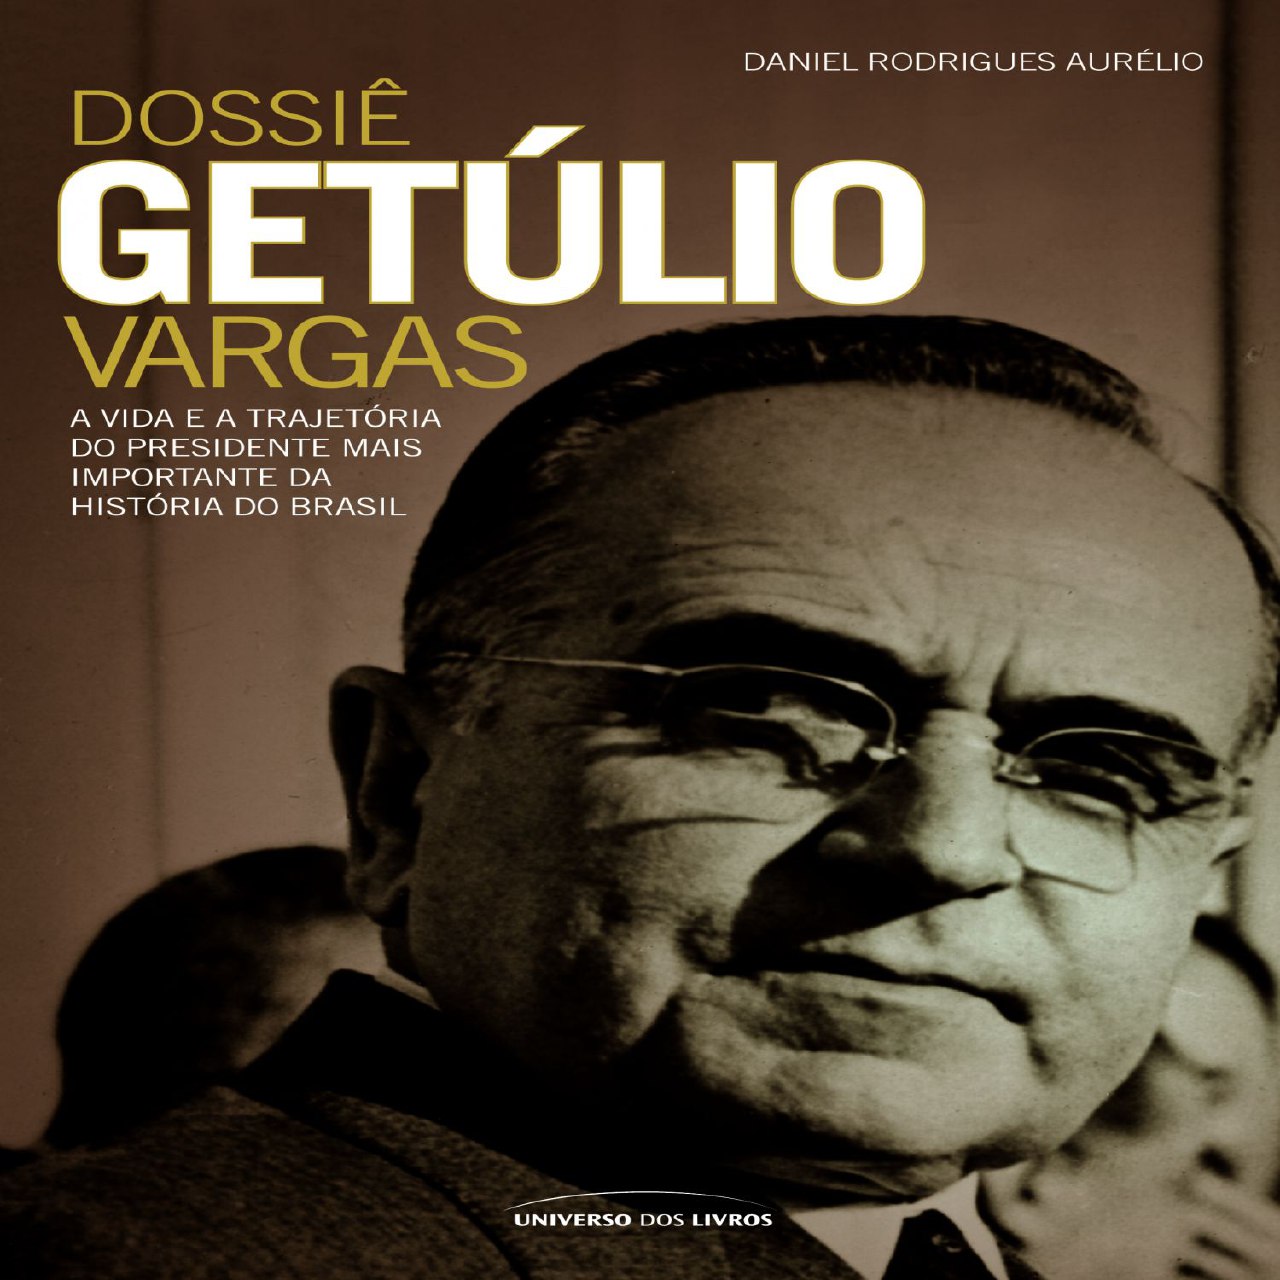 DANIEL RODRIGUES AURÉLIO
DOSSIÊ
GETÚLIO
VARGAS
A VIDA E A TRAJETÓRIA
DO PRESIDENTE MAIS
IMPORTANTE DA
HISTÓRIA DO BRASIL
UNIVERSO DOS LIVROS